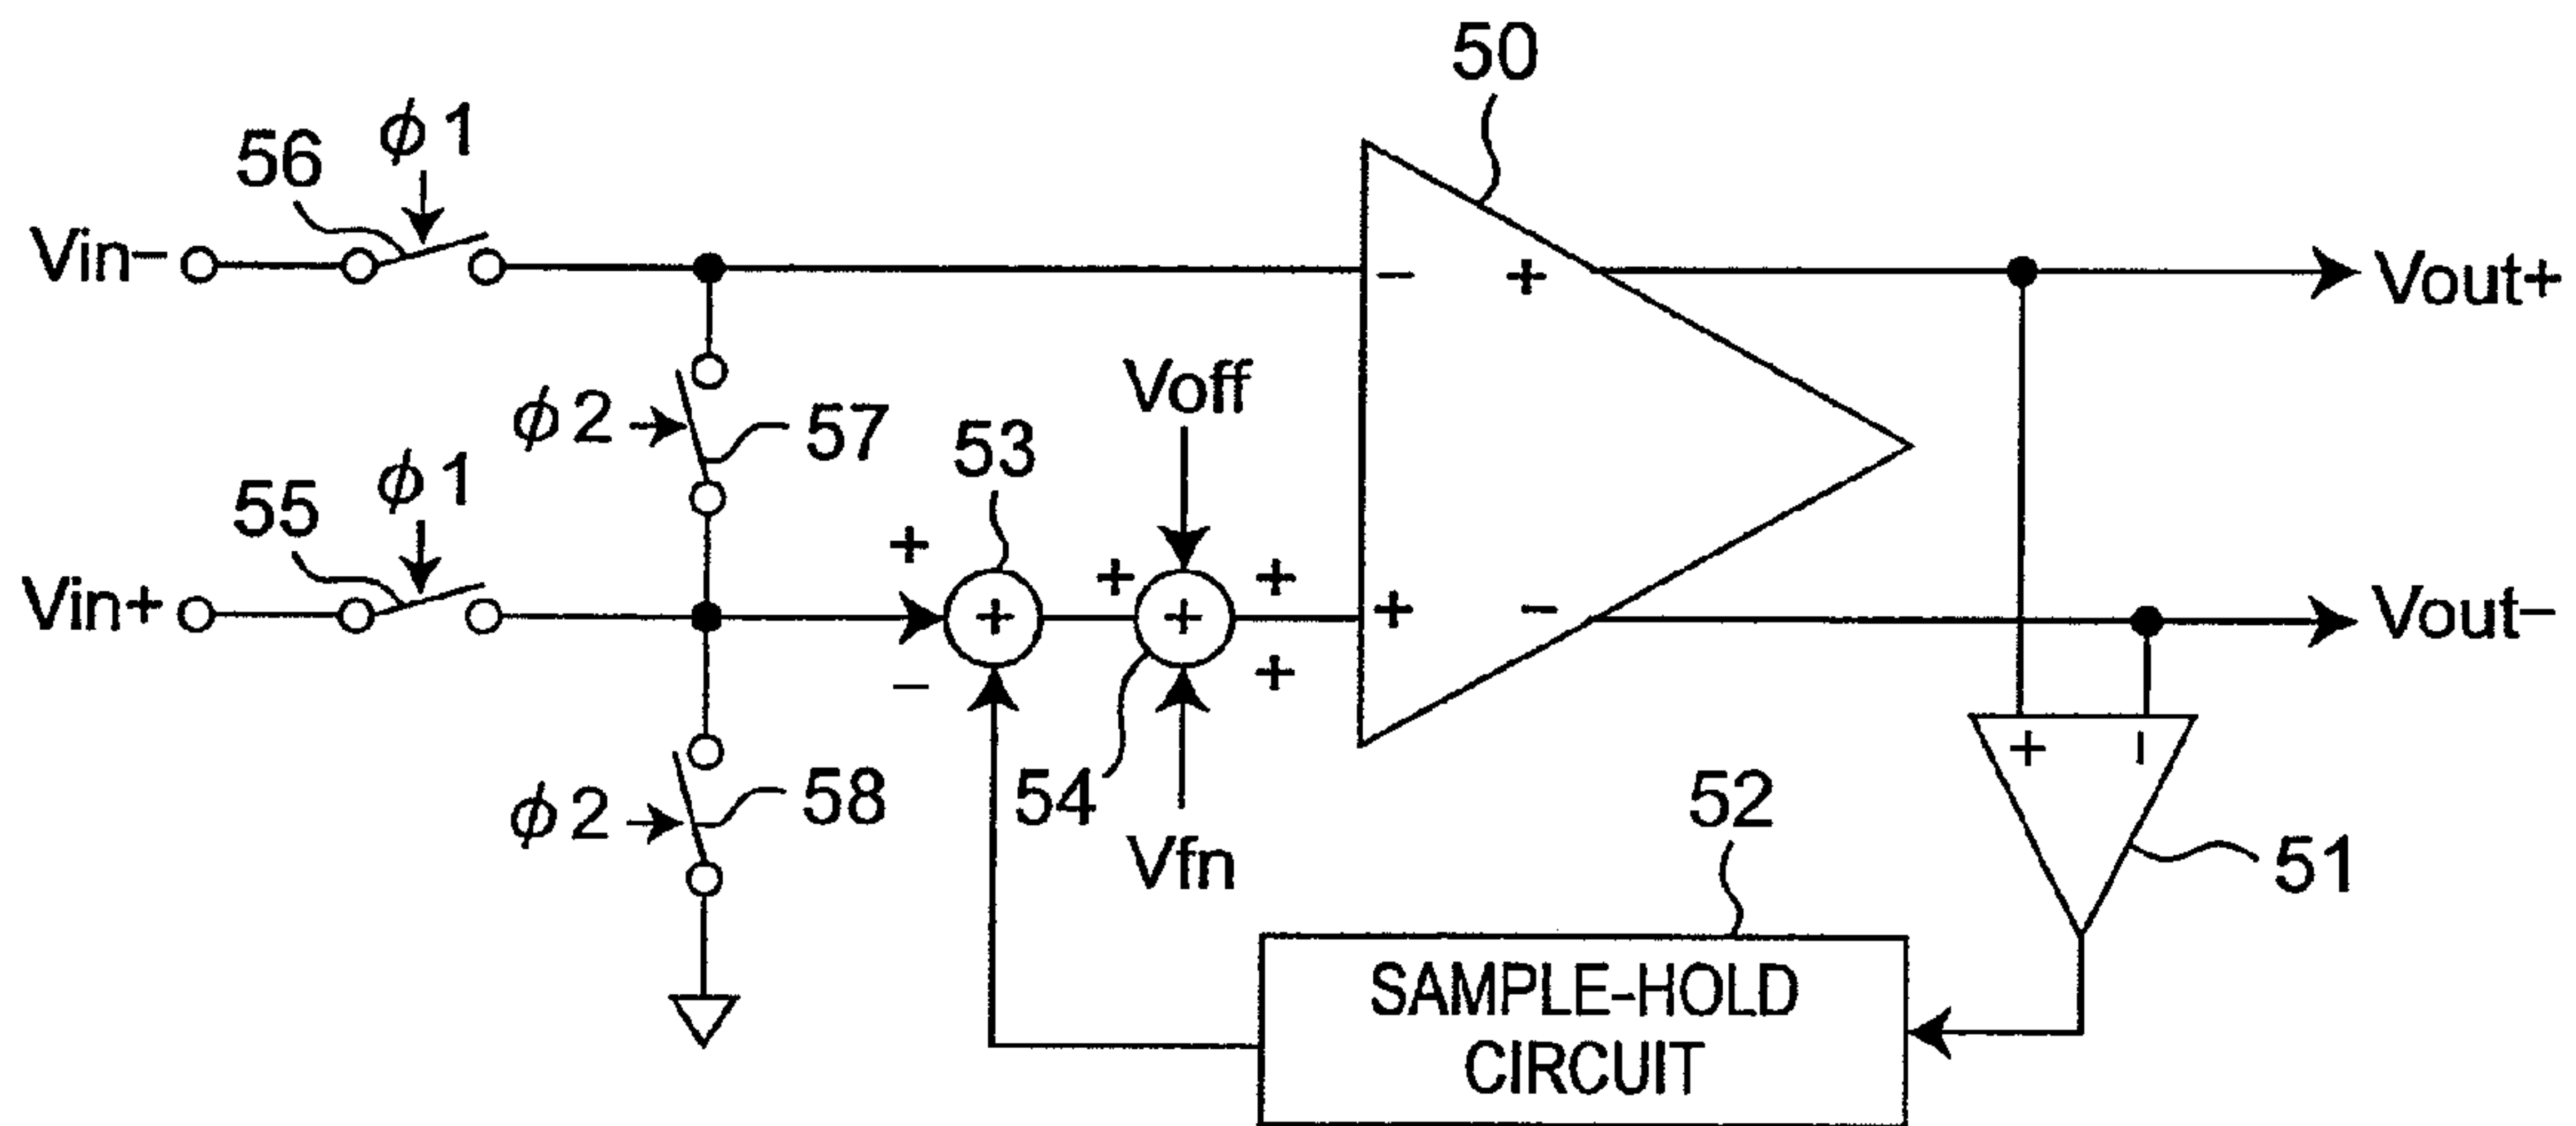 50
φ1
56
Vin−
− +
Vout+
Voff
φ2
57
53
φ1
55
Vin+
+
−
+
+
+
+
+
+ −
Vout−
φ2
58
54
Vfn
52
+ −
51
SAMPLE-HOLD
CIRCUIT